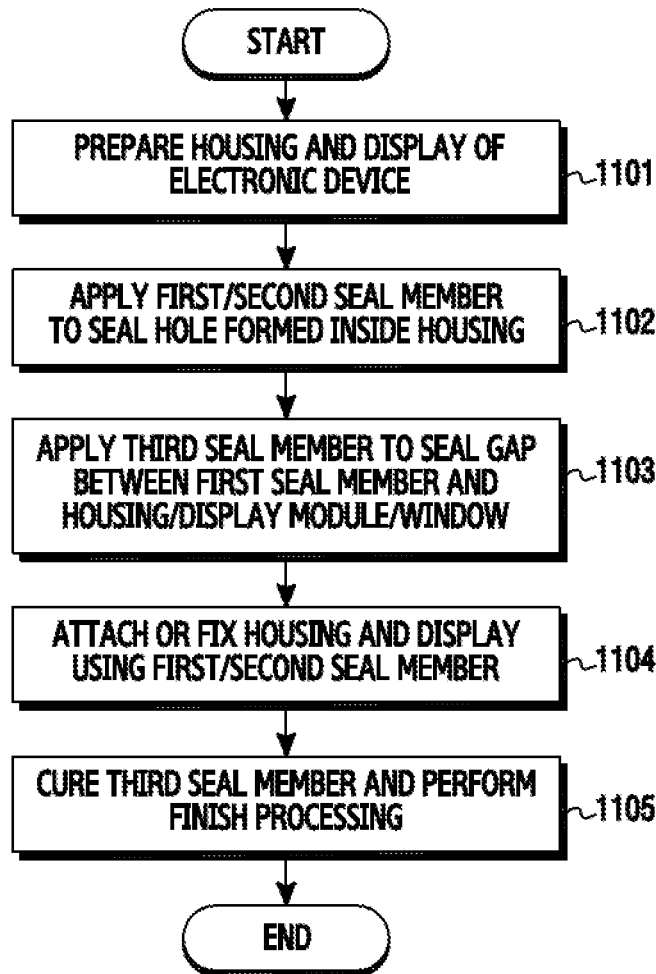 START
PREPARE HOUSING AND DISPLAY OF
ELECTRONIC DEVICE
1101
APPLY FIRST/SECOND SEAL MEMBER
TO SEAL HOLE FORMED INSIDE HOUSING
1102
APPLY THIRD SEAL MEMBER TO SEAL GAP
BETWEEN FIRST SEAL MEMBER AND
HOUSING/DISPLAY MODULE/WINDOW
1103
ATTACH OR FIX HOUSING AND DISPLAY
USING FIRST/SECOND SEAL MEMBER
1104
CURE THIRD SEAL MEMBER AND PERFORM
FINISH PROCESSING
1105
END